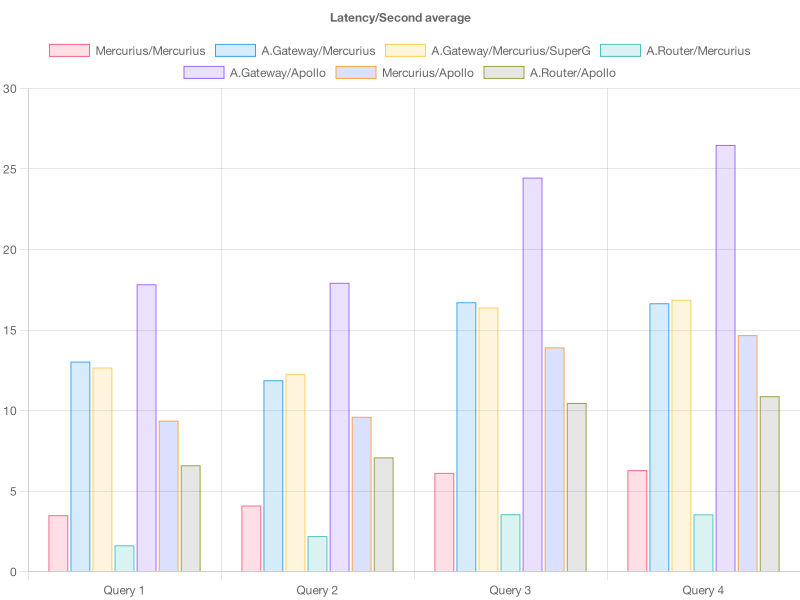 Latency/Second average
Mercurius/Mercurius A.Gateway/Mercurius A.Gateway/Mercurius/SuperG A.Router/Mercurius
A.Gateway/Apollo Mercurius/Apollo A.Router/Apollo
30
25
20
15
10
5
0
Query 1 Query 2 Query 3 Query 4